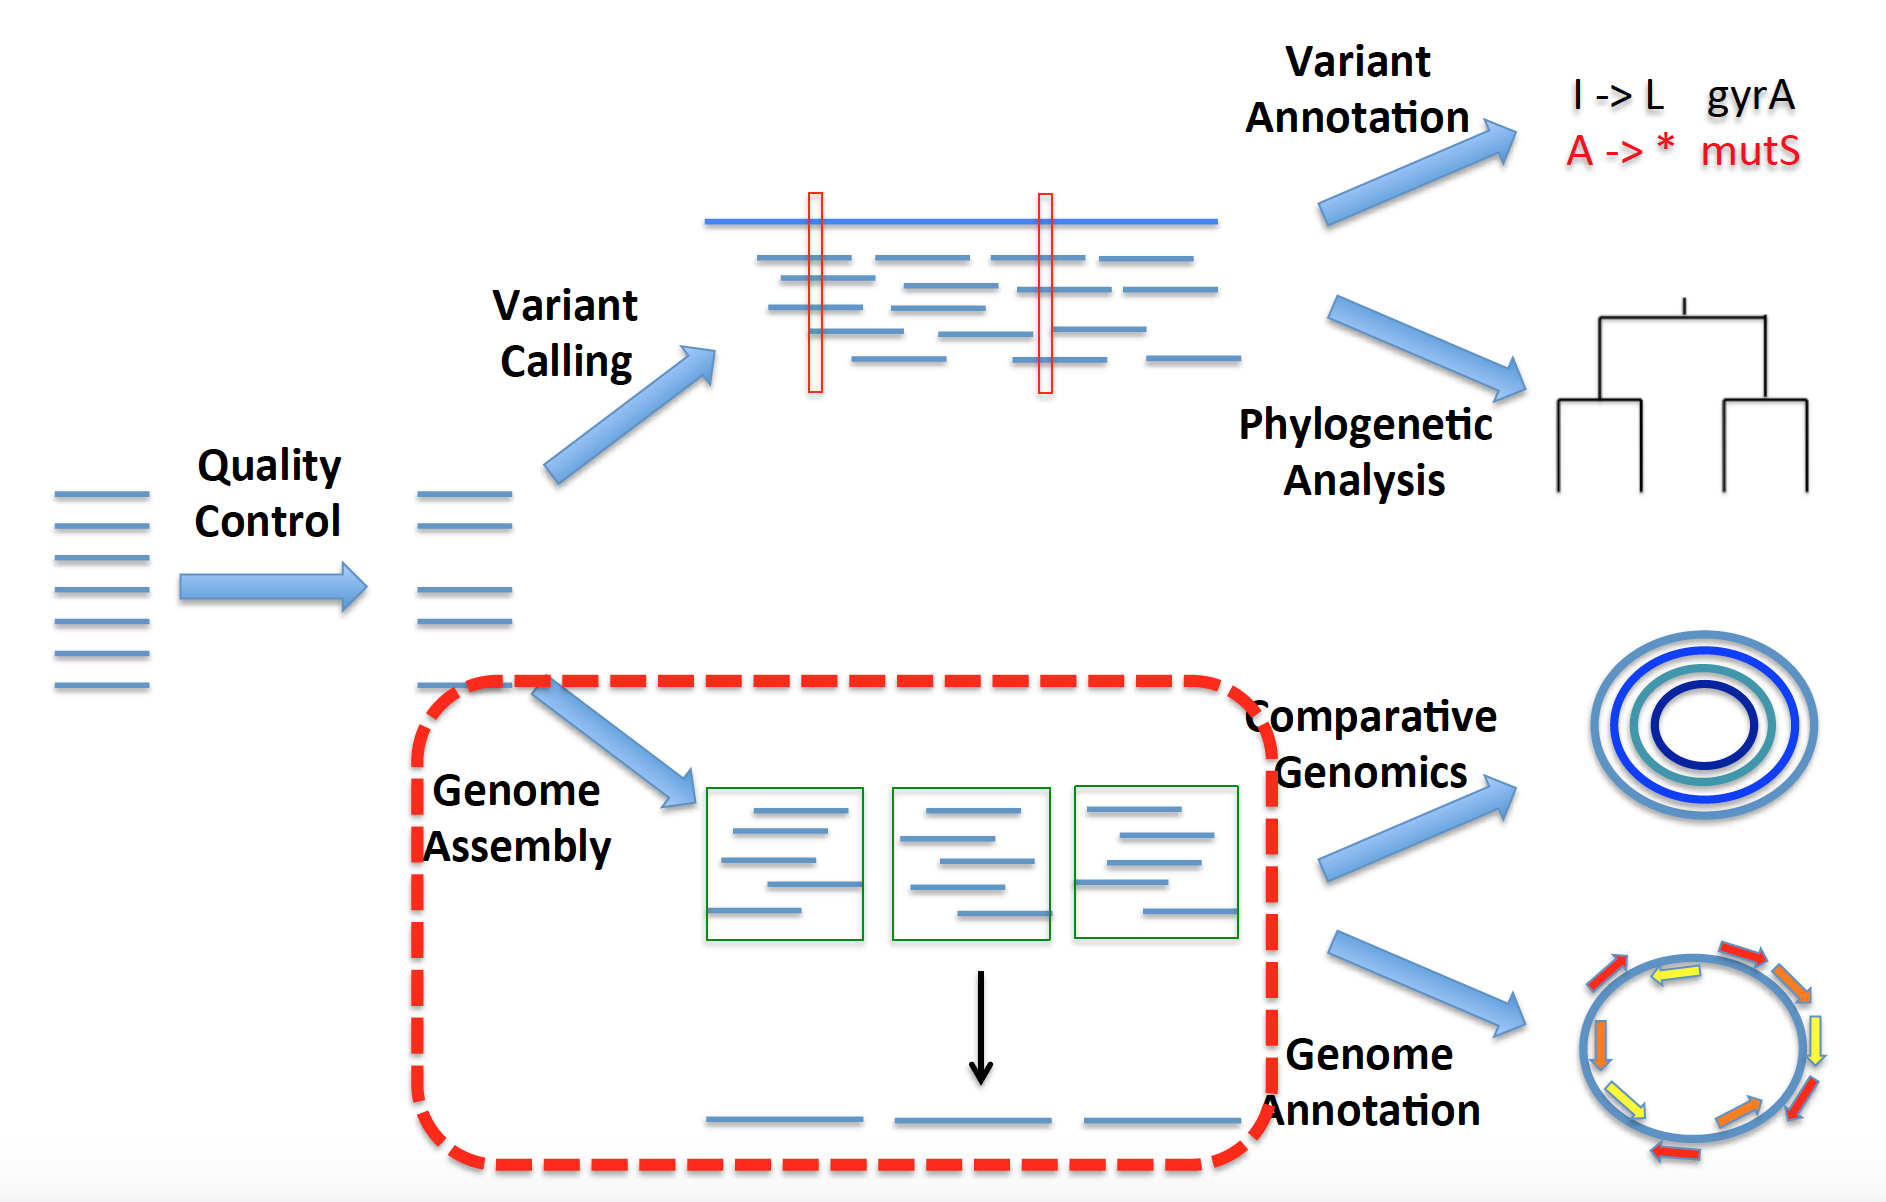 Variant
Annotation
I -> L gyrA
A -> * mutS
Variant
Calling
Phylogenetic
Analysis
Quality
Control
Comparative
Genomics
Genome
Assembly
Genome
Annotation